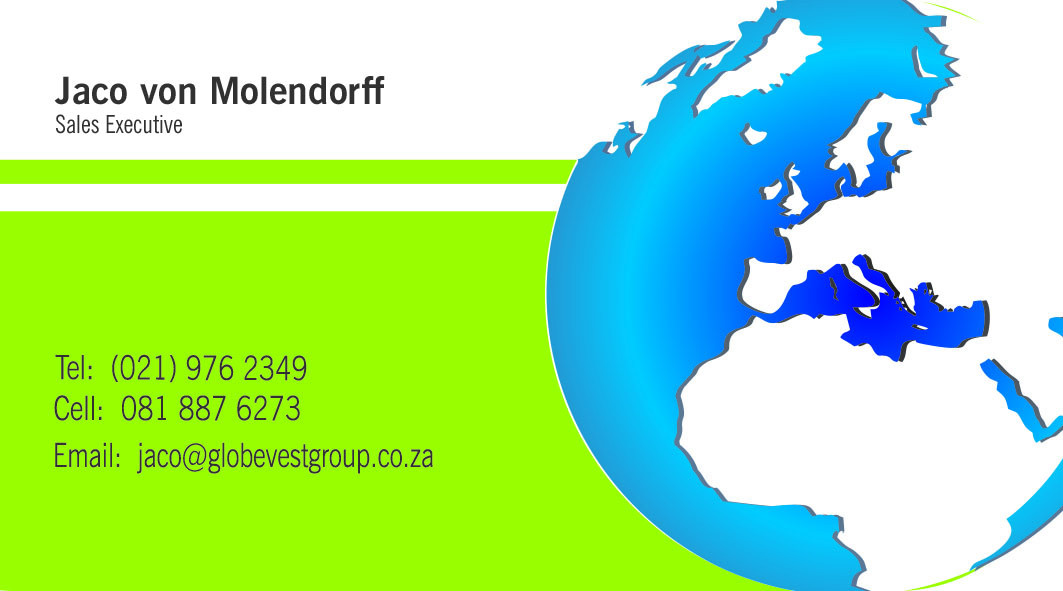 Jaco von Molendorff
Sales Executive
Tel: (021) 976 2349
Cell: 081 887 6273
Email: jaco@globevestgroup.co.za